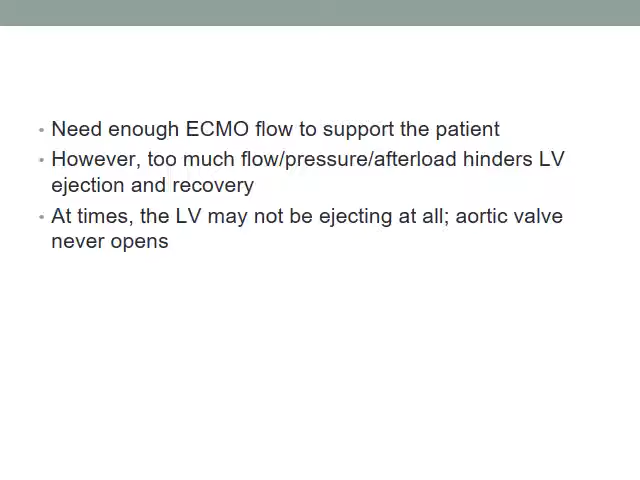 • Need enough ECMO flow to support the patient
• However, too much flow/pressure/afterload hinders LV
ejection and recovery
• At times, the LV may not be ejecting at all; aortic valve
never opens